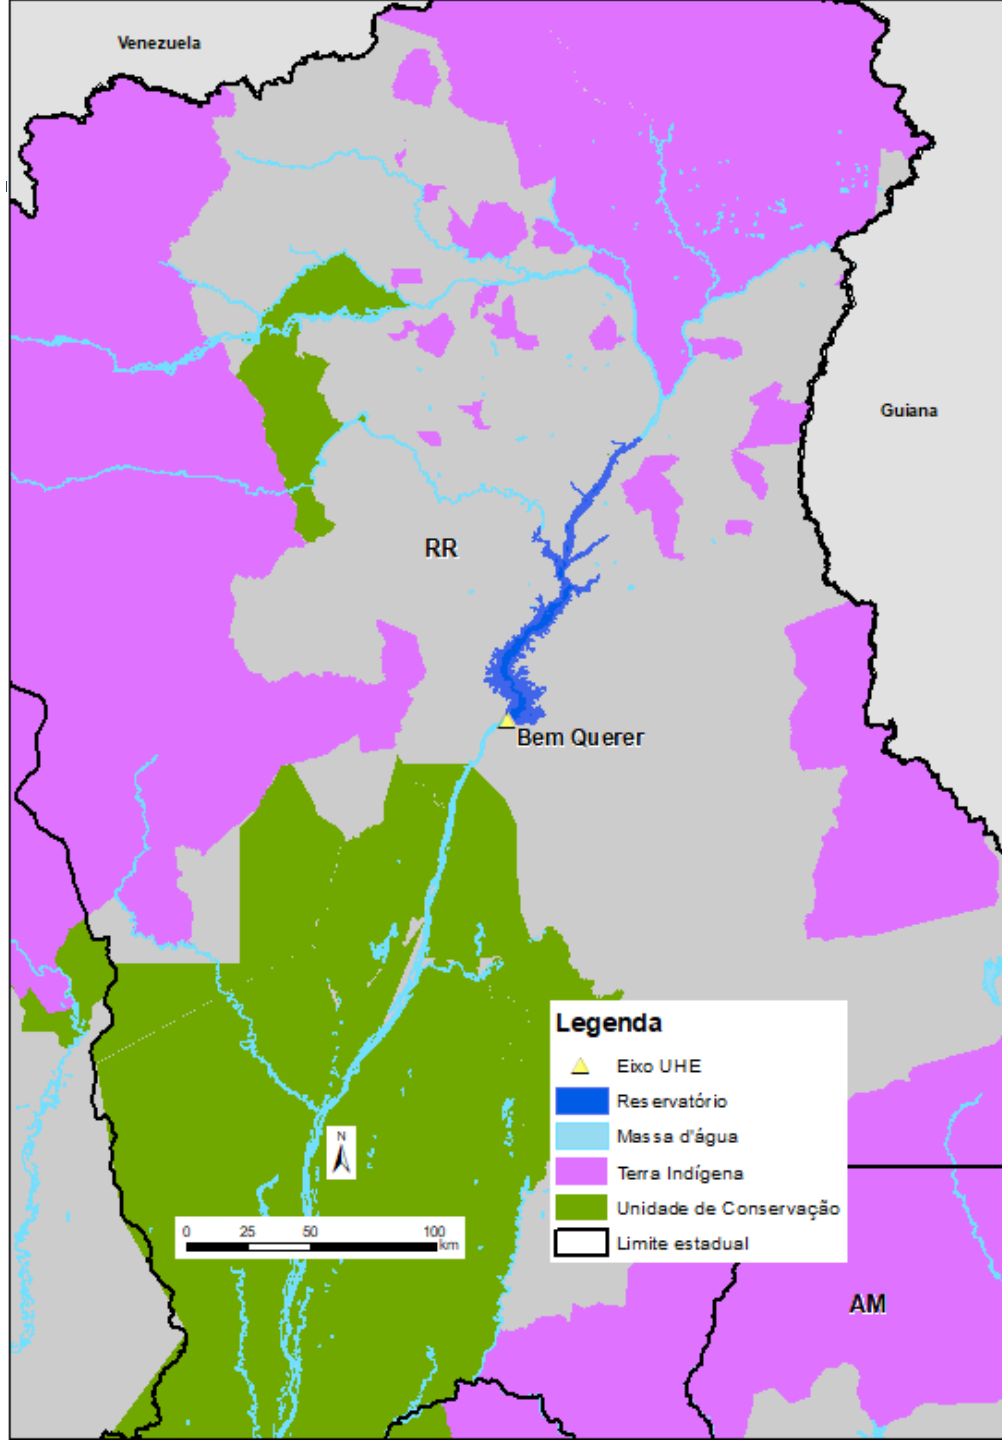 Venezuela
Guiana
RR
Bem Querer
Legenda
Eixo UHE
Reservatório
Massa d'água
Terra Indígena
Unidade de Conservação
Limite estadual
N
0 25 50 100
km
AM